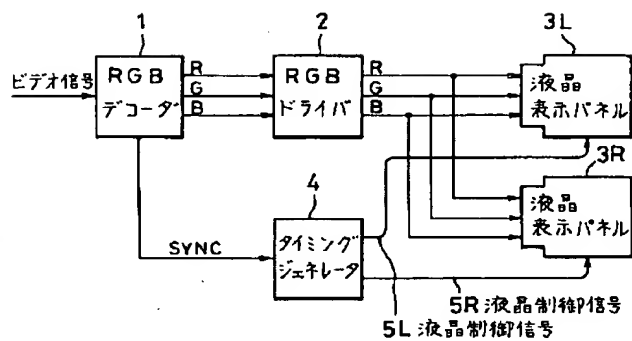 1
2
3L
ビデオ信号
RGB
デコーダ
R
G
B
RGB
ドライバ
R
G
B
液晶
表示パネル
3R
液晶
表示パネル
4
タイミング
ジェネレータ
SYNC
5R 液晶制御信号
5L 液晶制御信号